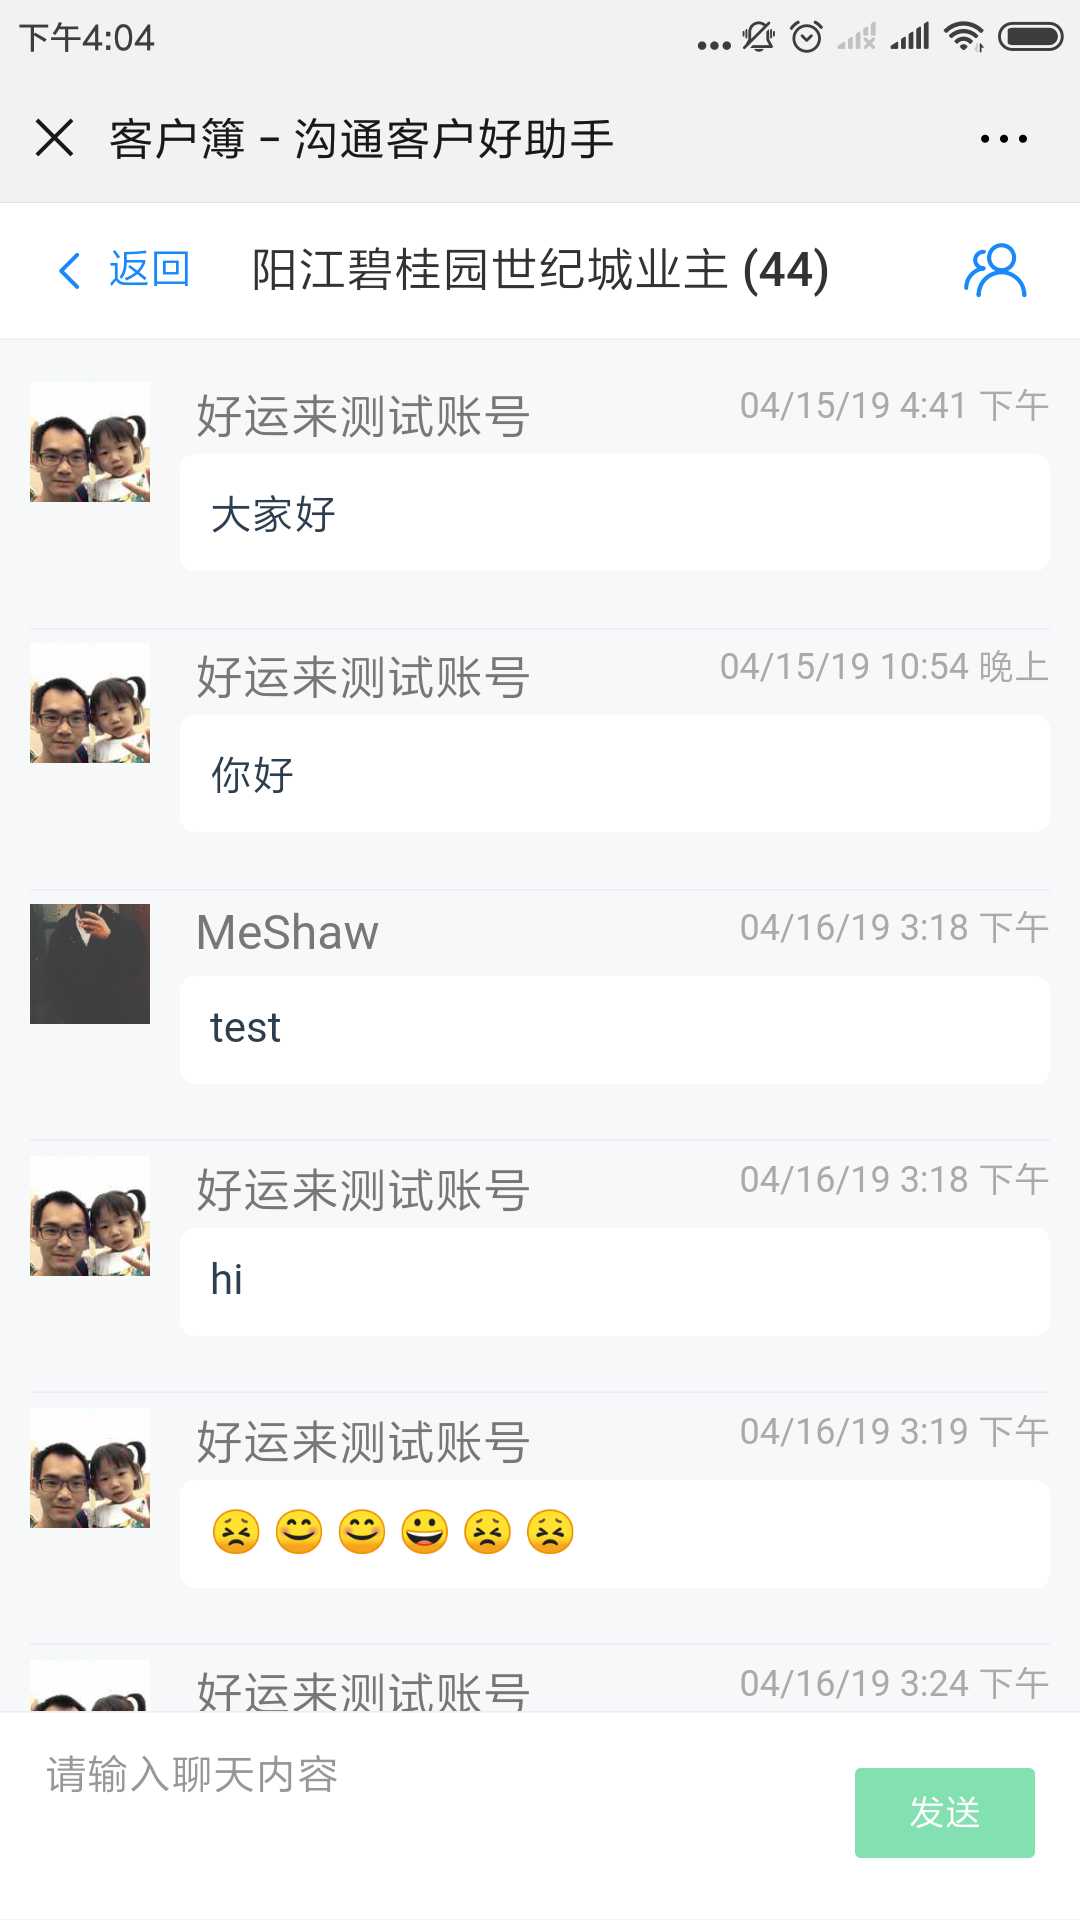 下午4:04
客户簿 - 沟通客户好助手
返回 阳江碧桂园世纪城业主 (44)
好运来测试账号 04/15/19 4:41 下午
大家好
好运来测试账号 04/15/19 10:54 晚上
你好
MeShaw 04/16/19 3:18 下午
test
好运来测试账号 04/16/19 3:18 下午
hi
好运来测试账号 04/16/19 3:19 下午
😣😊😊😀😣😣
好运来测试账号 04/16/19 3:24 下午
请输入聊天内容
发送